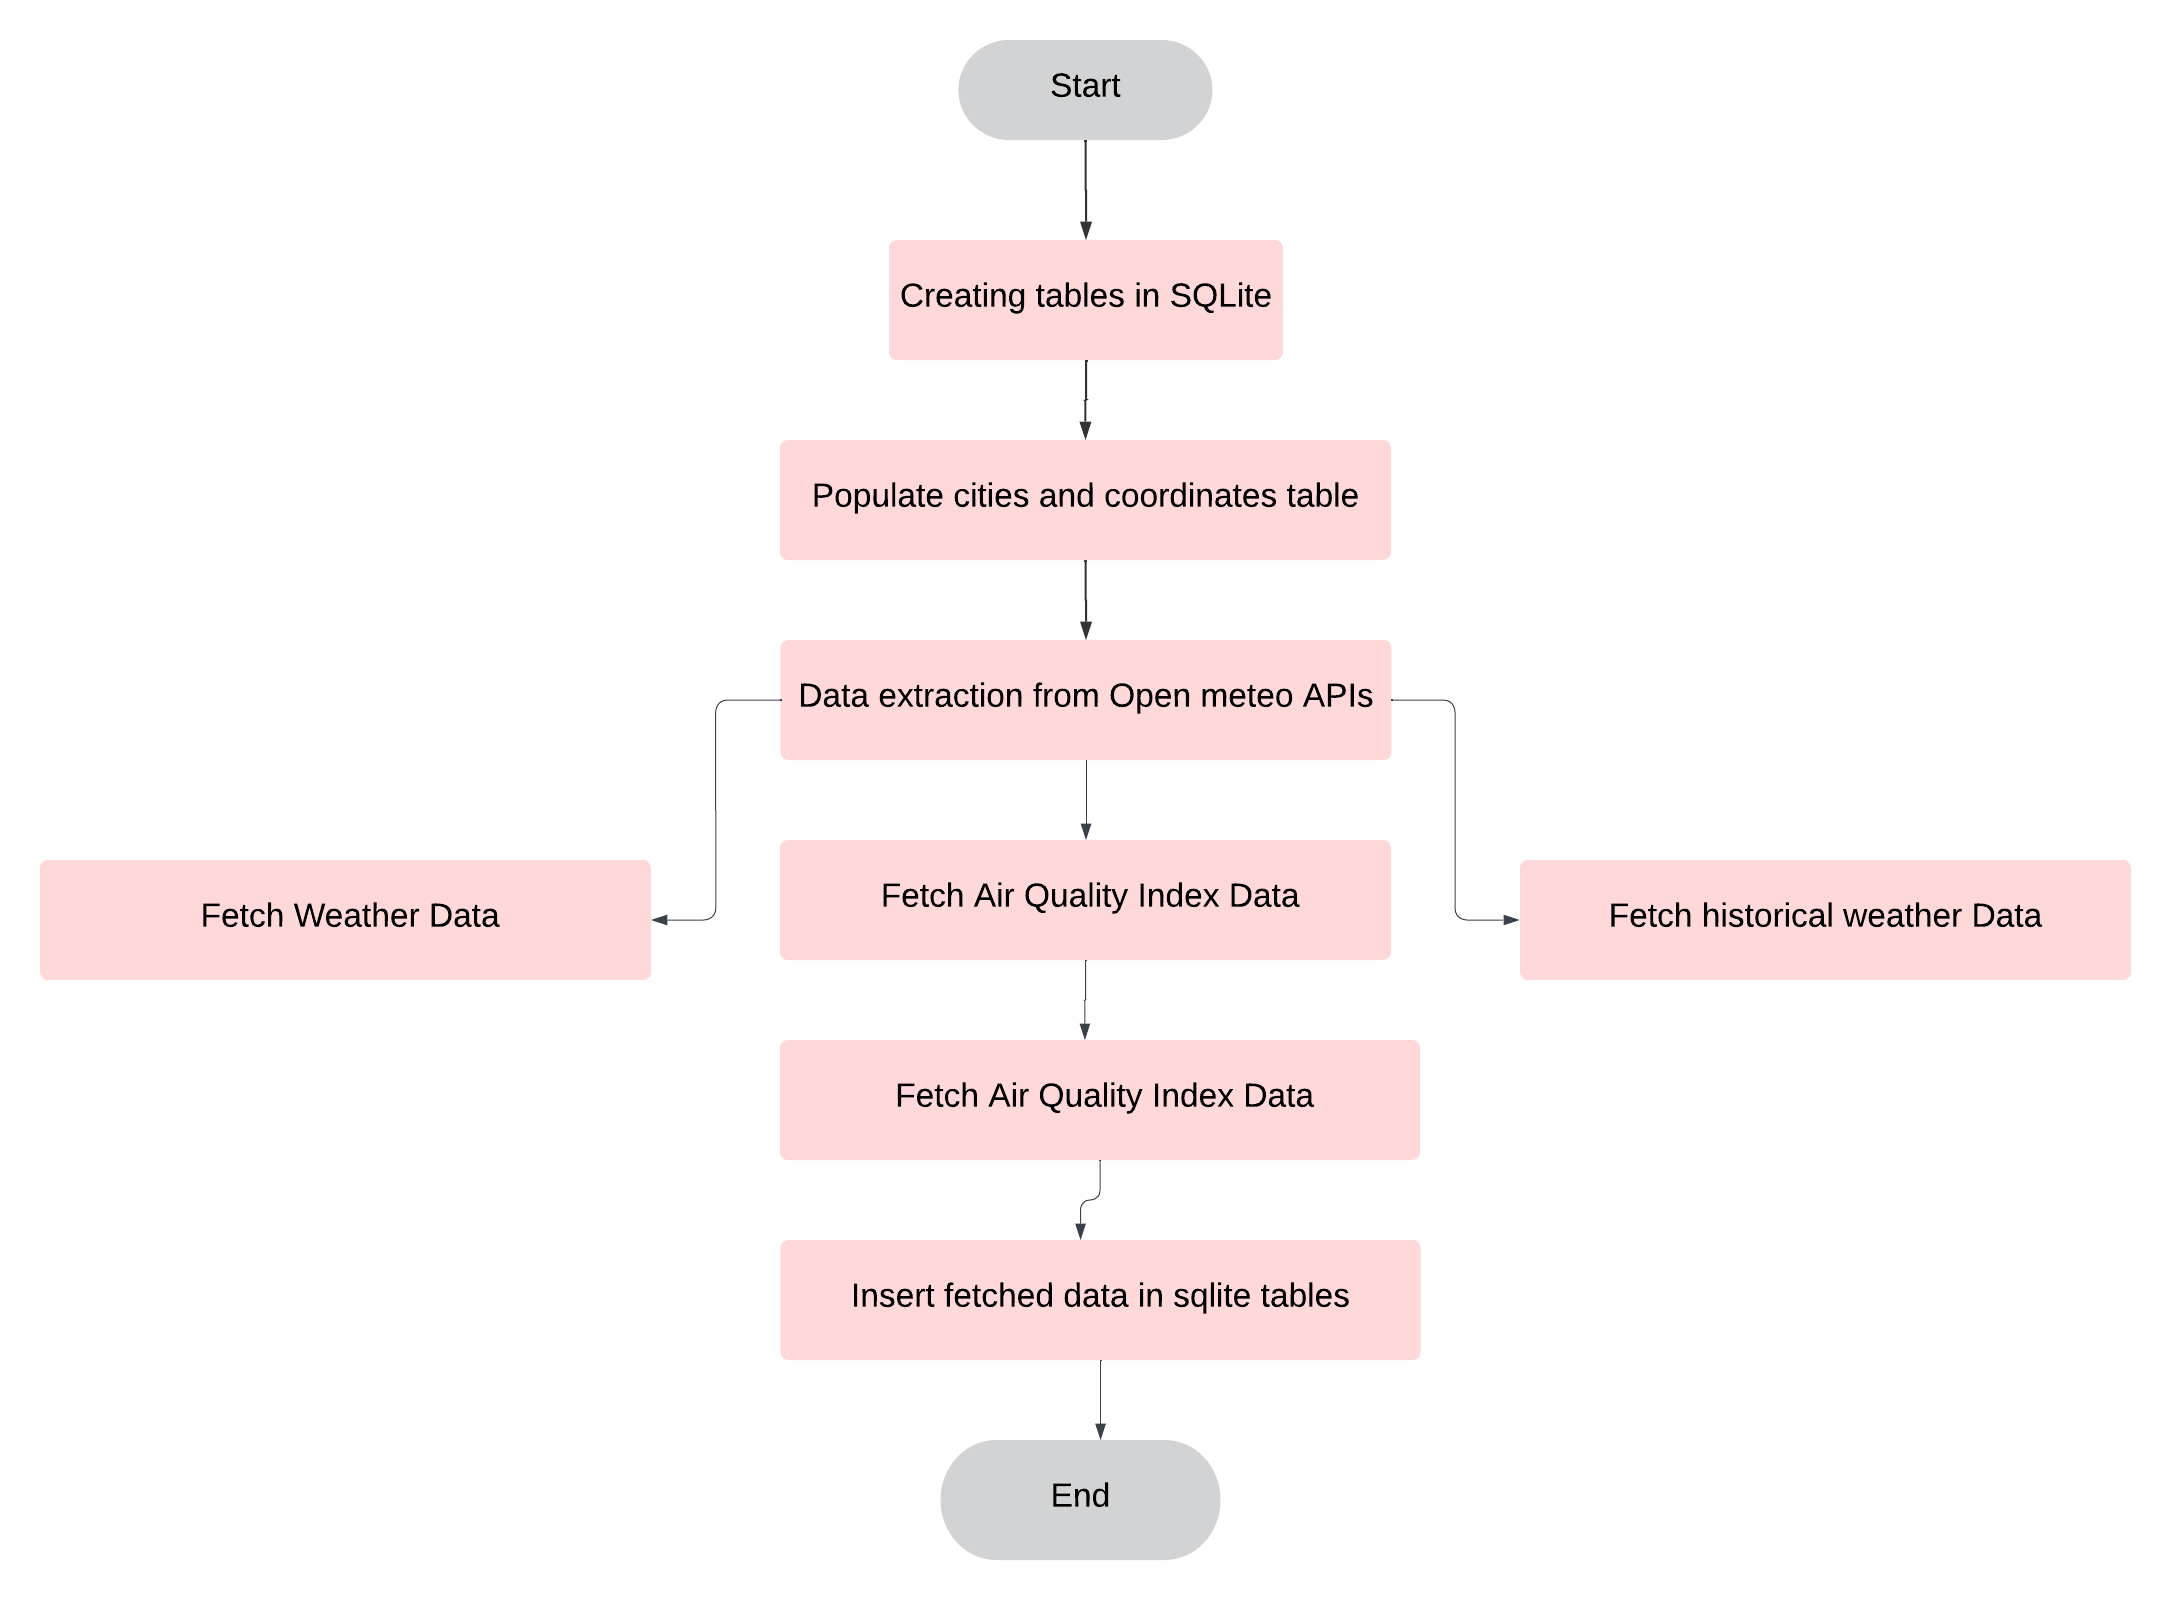 Start
Creating tables in SQLite
Populate cities and coordinates table
Data extraction from Open meteo APIs
Fetch Weather Data
Fetch Air Quality Index Data
Fetch historical weather Data
Fetch Air Quality Index Data
Insert fetched data in sqlite tables
End